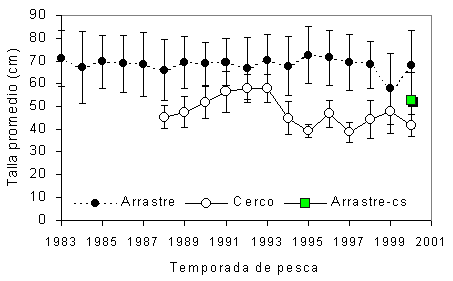 Talla promedio (cm)
90
80
70
60
50
40
30
20
10
0
Arrastre Cerco Arrastre-cs
1983 1985 1987 1989 1991 1993 1995 1997 1999 2001
Temporada de pesca